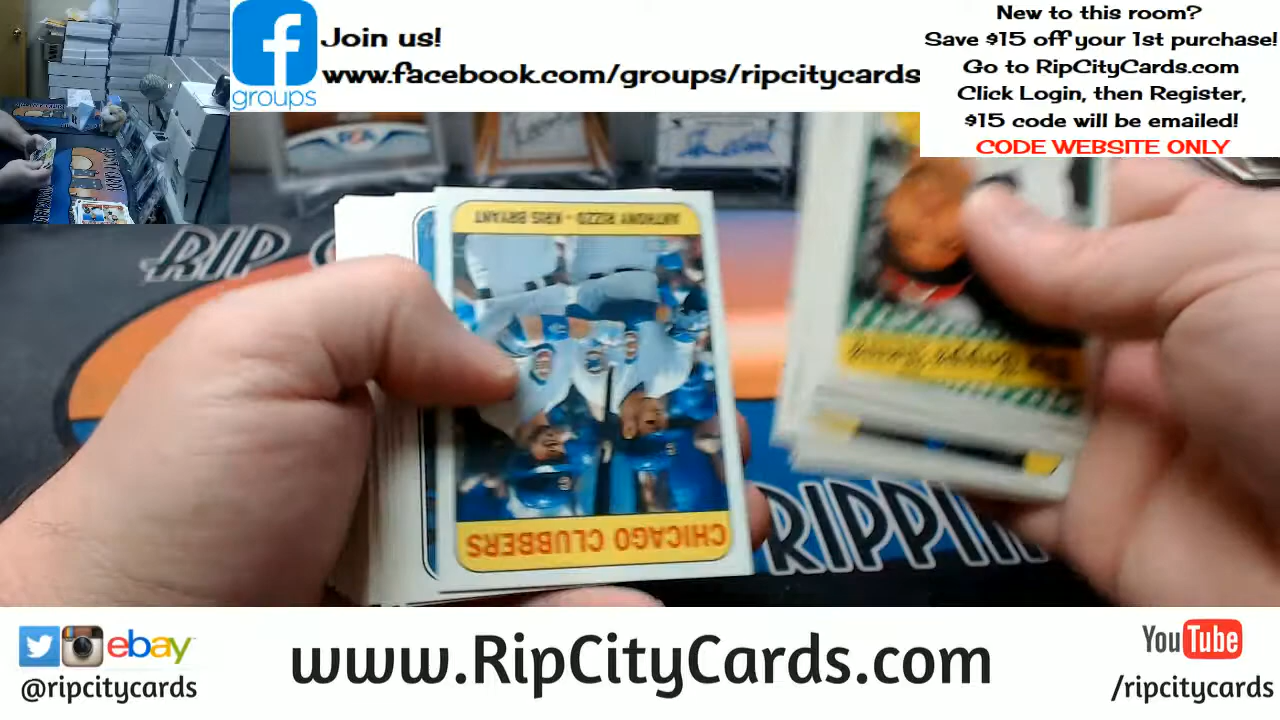 Join us!
www.facebook.com/groups/ripcitycards
groups
New to this room?
Save $15 off your 1st purchase!
Go to RipCityCards.com
Click Login, then Register,
$15 code will be emailed!
CODE WEBSITE ONLY
PSA
RIP
ANTHONY RIZZO • KRIS BRYANT
CHICAGO CLUBBERS
RIPPIN
ebay
@ripcitycards
www.RipCityCards.com
YouTube
/ripcitycards